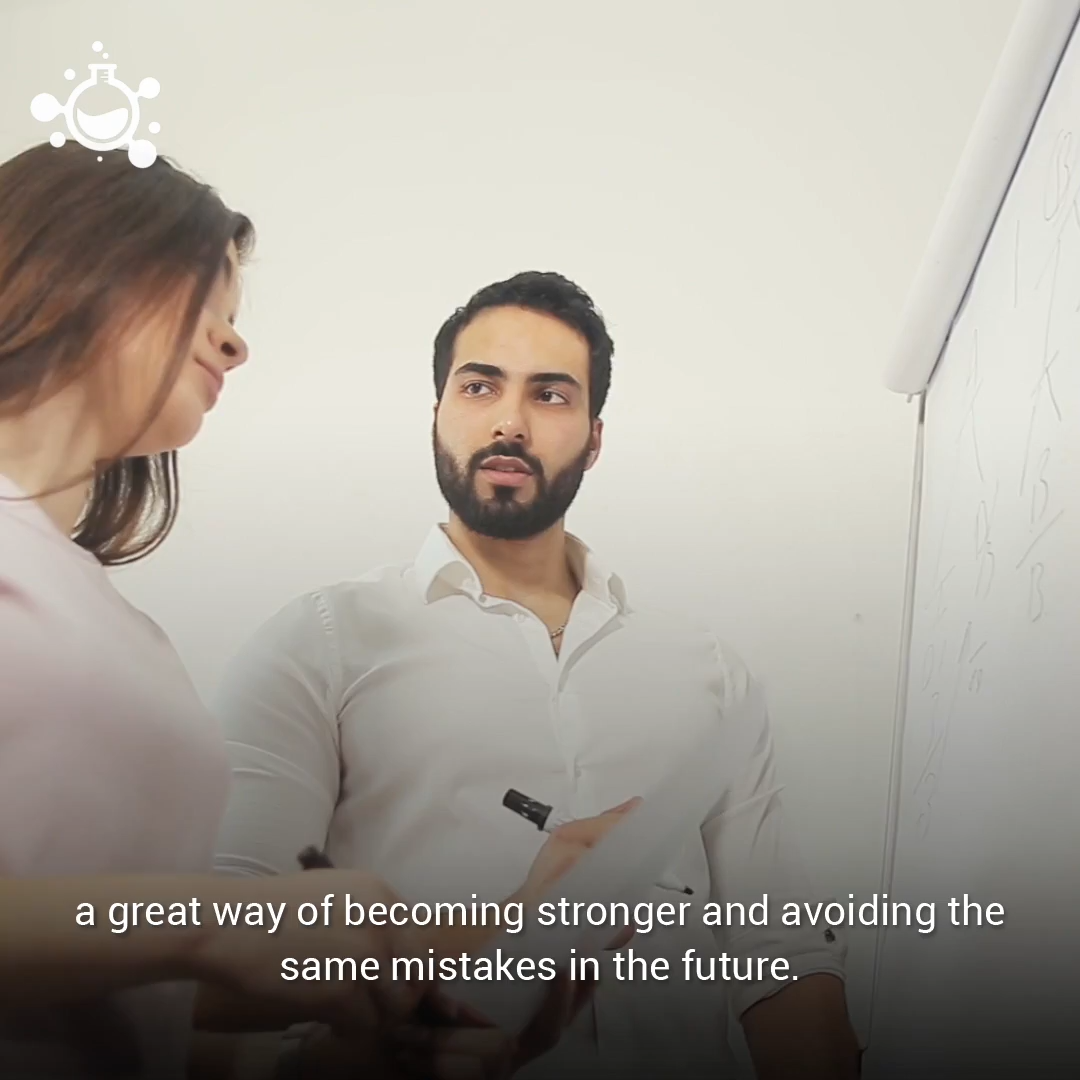 a great way of becoming stronger and avoiding the
same mistakes in the future.